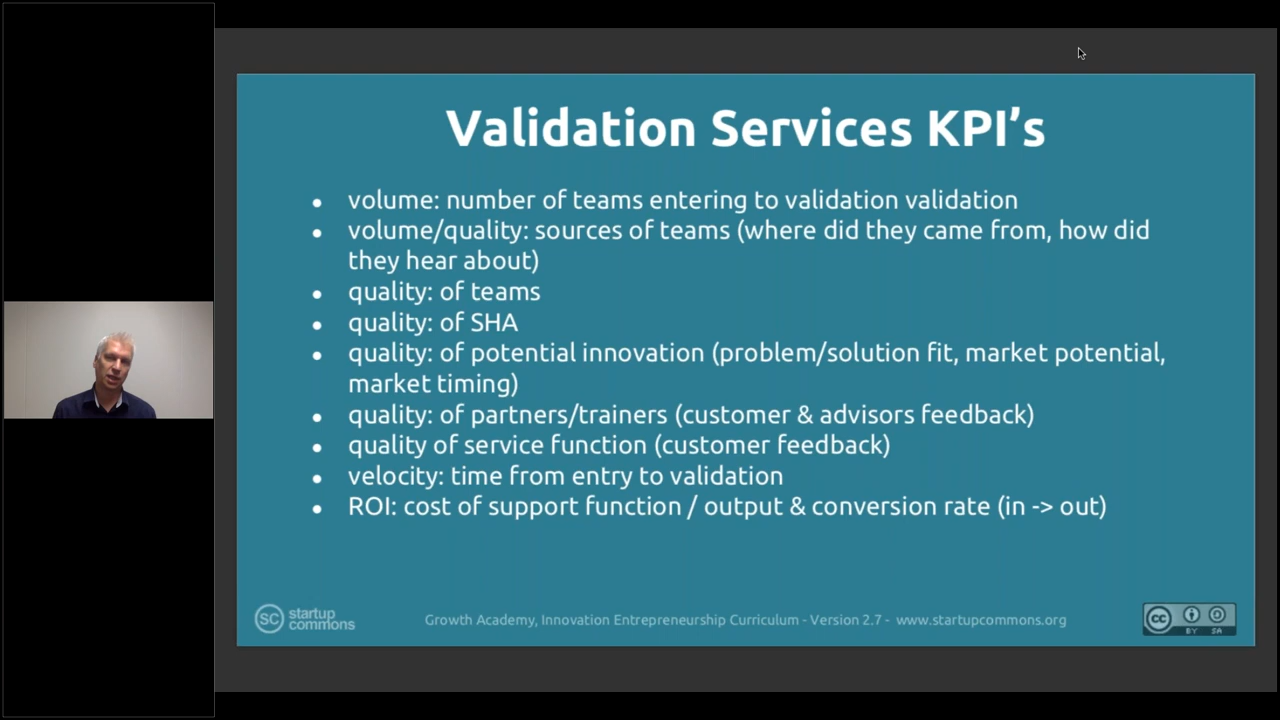 Validation Services KPI’s
● volume: number of teams entering to validation validation
● volume/quality: sources of teams (where did they came from, how did
they hear about)
● quality: of teams
● quality: of SHA
● quality: of potential innovation (problem/solution fit, market potential,
market timing)
● quality: of partners/trainers (customer & advisors feedback)
● quality of service function (customer feedback)
● velocity: time from entry to validation
● ROI: cost of support function / output & conversion rate (in -> out)
SC startup
commons
Growth Academy, Innovation Entrepreneurship Curriculum - Version 2.7 - www.startupcommons.org
cc
BY SA